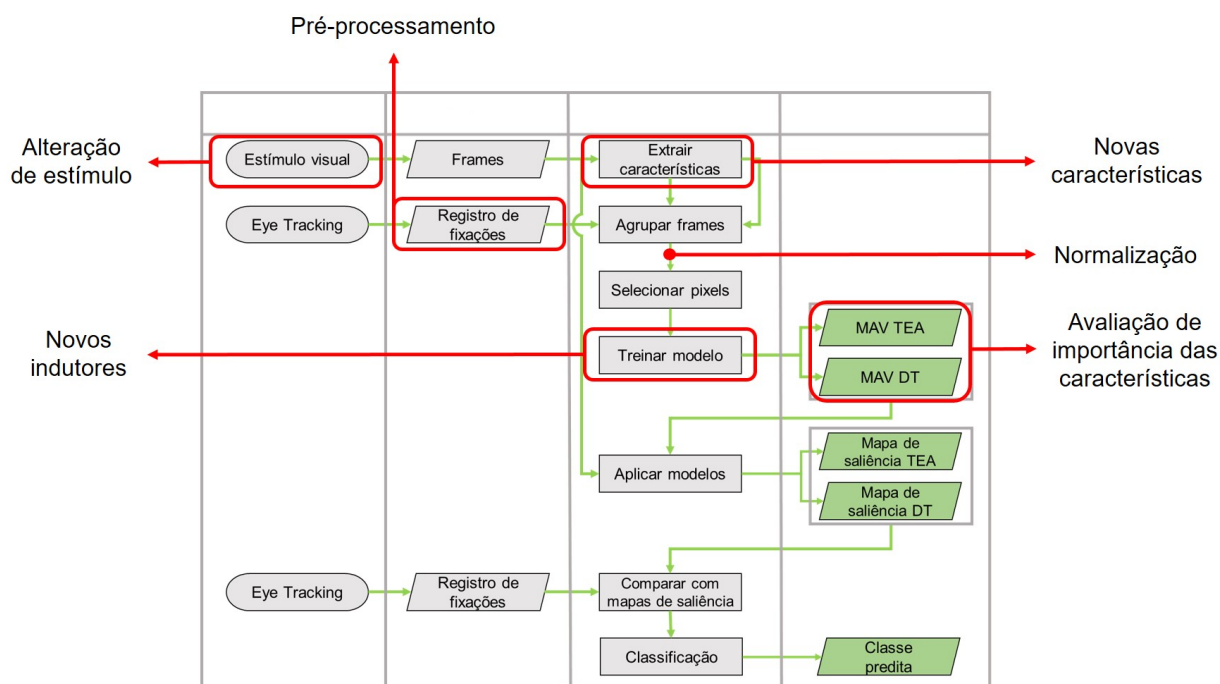 Pré-processamento
Alteração
de estímulo
Estímulo visual
Frames
Extrair
características
Novas
características
Eye Tracking
Registro de
fixações
Agrupar frames
Normalização
Selecionar pixels
Novos
indutores
Treinar modelo
MAV TEA
MAV DT
Avaliação de
importância das
características
Aplicar modelos
Mapa de
saliência TEA
Mapa de
saliência DT
Eye Tracking
Registro de
fixações
Comparar com
mapas de saliência
Classificação
Classe
predita